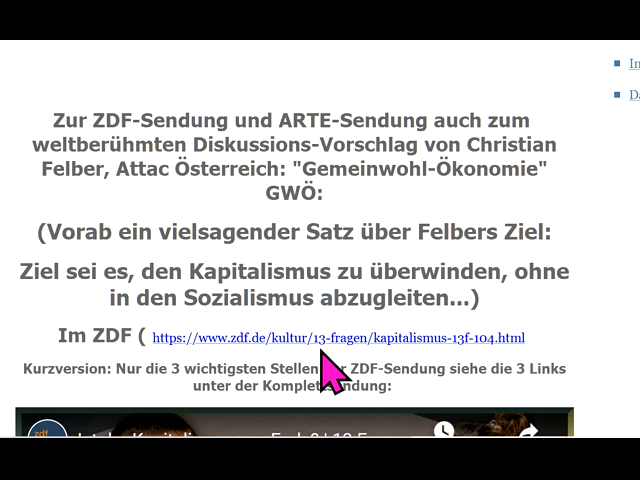 In
Da
Zur ZDF-Sendung und ARTE-Sendung auch zum
weltberühmten Diskussions-Vorschlag von Christian
Felber, Attac Österreich: "Gemeinwohl-Ökonomie"
GWÖ:
(Vorab ein vielsagender Satz über Felbers Ziel:
Ziel sei es, den Kapitalismus zu überwinden, ohne
in den Sozialismus abzugleiten...)
Im ZDF ( https://www.zdf.de/kultur/13-fragen/kapitalismus-13f-104.html
Kurzversion: Nur die 3 wichtigsten Stellen ZDF-Sendung siehe die 3 Links
unter der Komplettsendung:
zdf